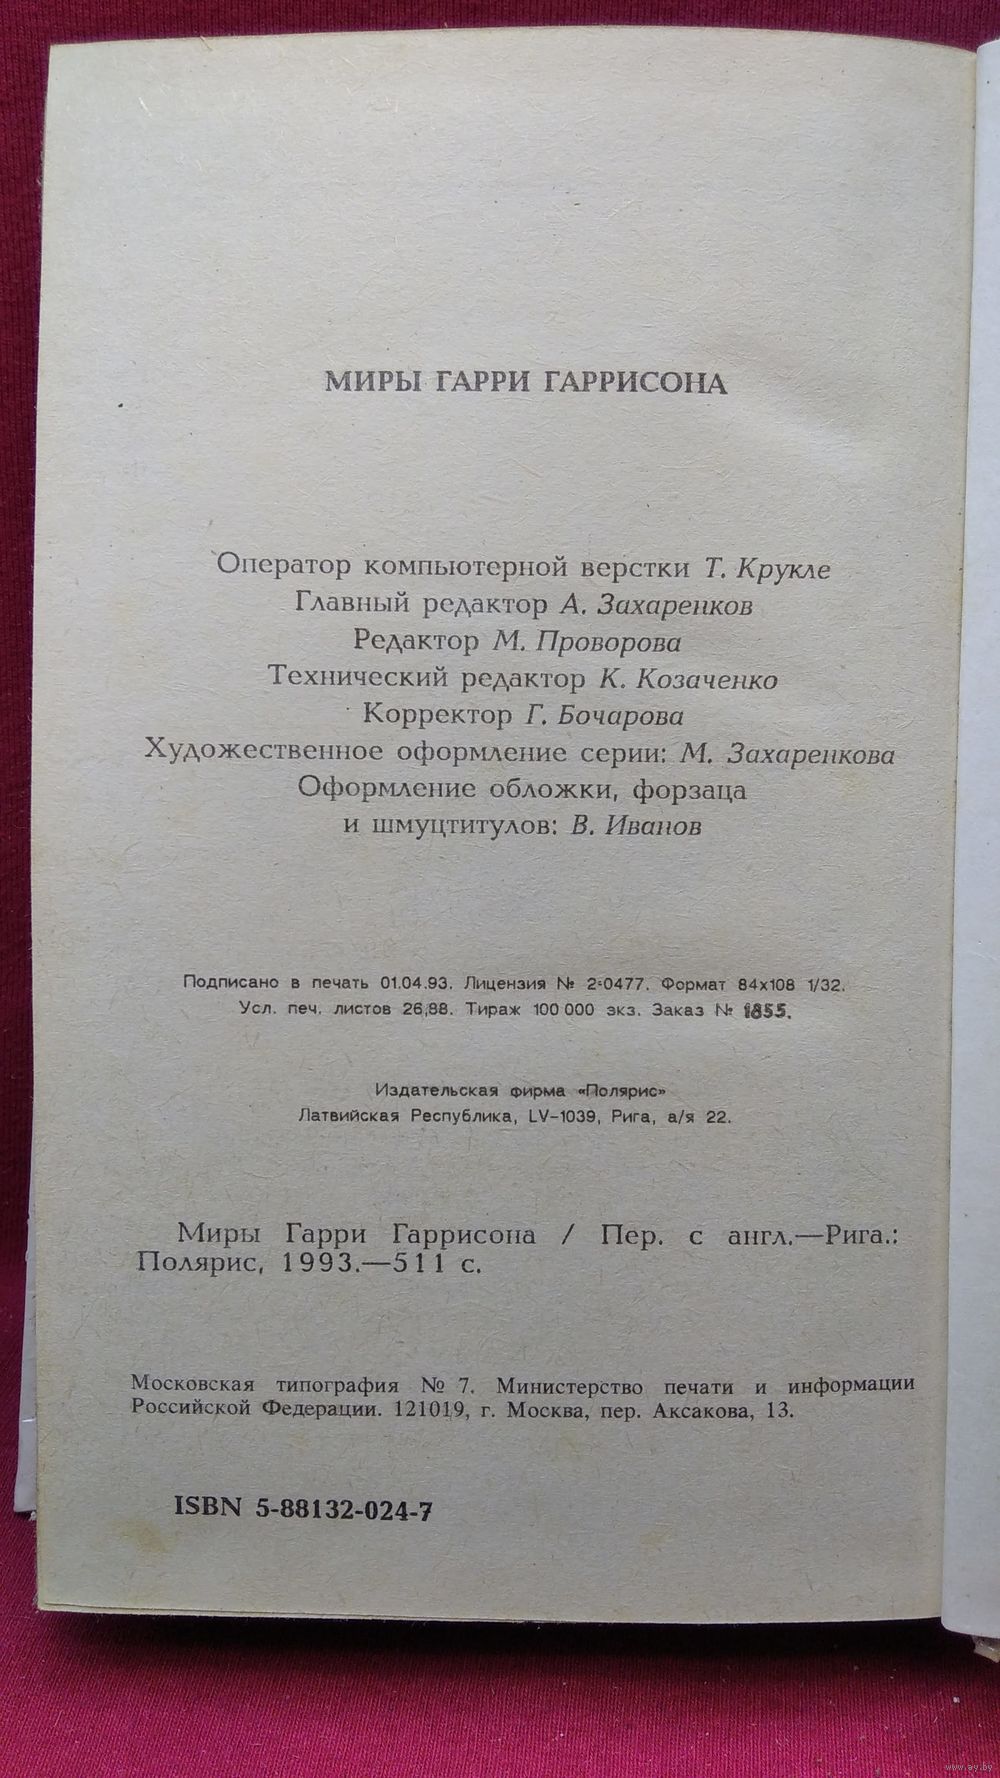 МИРЫ ГАРРИ ГАРРИСОНА
Оператор компьютерной верстки Т. Крукле
Главный редактор А. Захаренков
Редактор М. Проворова
Технический редактор К. Козаченко
Корректор Г. Бочарова
Художественное оформление серии: М. Захаренкова
Оформление обложки, форзаца
и шмуцтитулов: В. Иванов
Подписано в печать 01.04.93. Лицензия № 2-0477. Формат 84х108 1/32.
Усл. печ. листов 26,88. Тираж 100 000 экз. Заказ № 1855.
Издательская фирма «Полярис»
Латвийская Республика, LV-1039, Рига, а/я 22.
Миры Гарри Гаррисона / Пер. с англ.—Рига.:
Полярис, 1993.—511 с.
Московская типография № 7. Министерство печати и информации
Российской Федерации. 121019, г. Москва, пер. Аксакова, 13.
ISBN 5-88132-024-7
www.ay.by